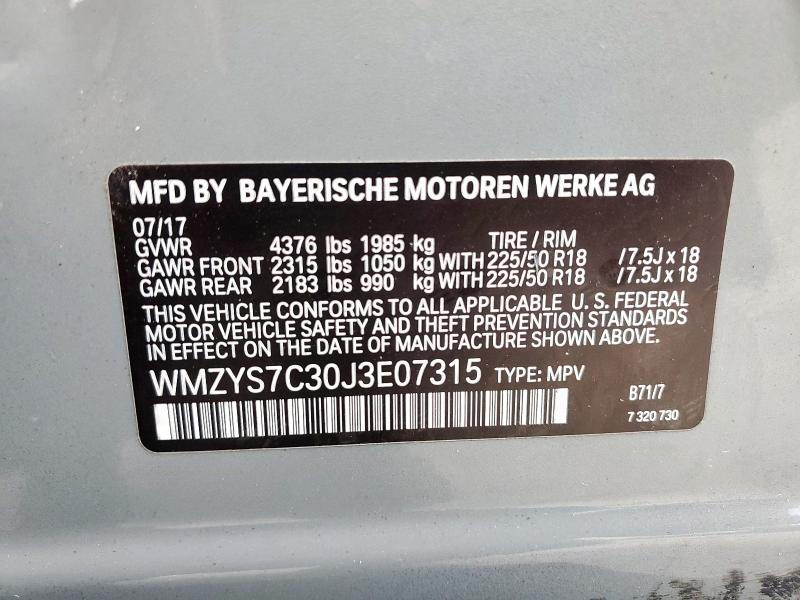 MFD BY BAYERISCHE MOTOREN WERKE AG
07/17 TIRE / RIM
GVWR 4376 lbs 1985 kg
GAWR FRONT 2315 lbs 1050 kg WITH 225/50 R18 /7.5J x 18
GAWR REAR 2183 lbs 990 kg WITH 225/50 R18 /7.5J x 18
THIS VEHICLE CONFORMS TO ALL APPLICABLE U. S. FEDERAL
MOTOR VEHICLE SAFETY AND THEFT PREVENTION STANDARDS
IN EFFECT ON THE DATE OF MANUFACTURE SHOWN ABOVE.
WMZYS7C30J3E07315 TYPE: MPV
B71/7
7 320 730